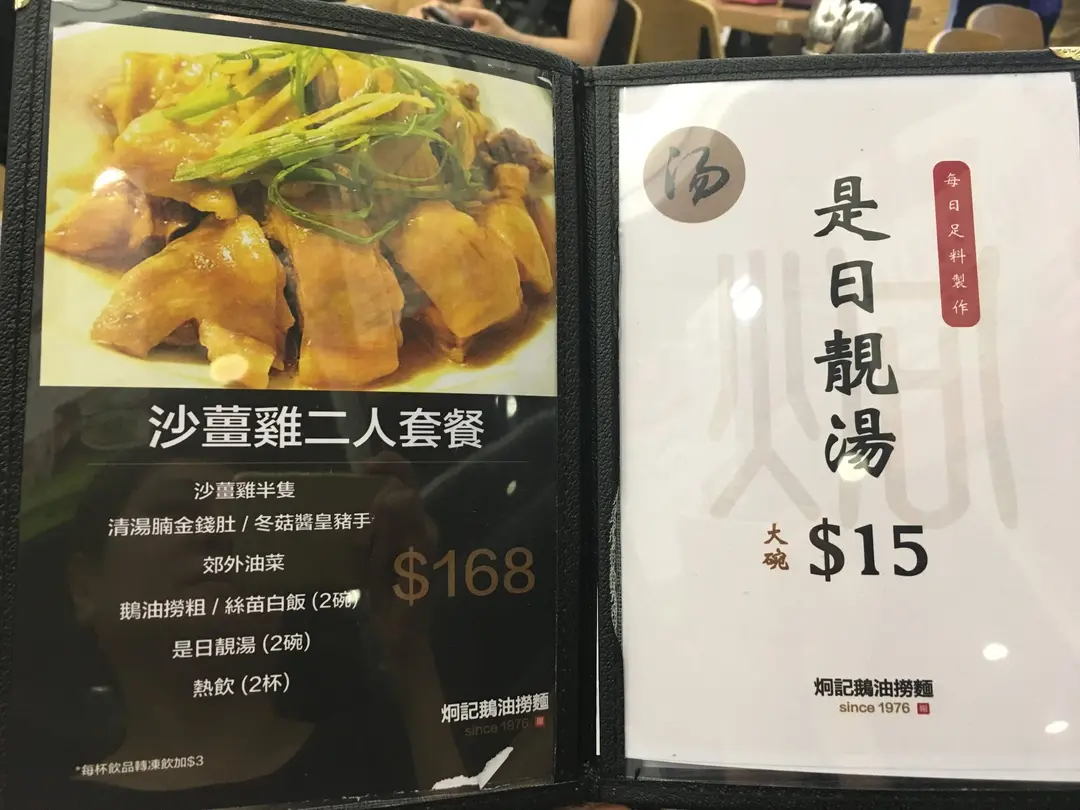 沙薑雞二人套餐
沙薑雞半隻
清湯腩金錢肚 / 冬菇醬皇豬手
郊外油菜
$168
鵝油撈粗 / 絲苗白飯 (2碗)
是日靚湯 (2碗)
熱飲 (2杯)
炯記鵝油撈麵
since 1976
*每杯飲品轉凍飲加$3
汤
每日足料製作
是日靚湯
大碗 $15
炯記鵝油撈麵
since 1976